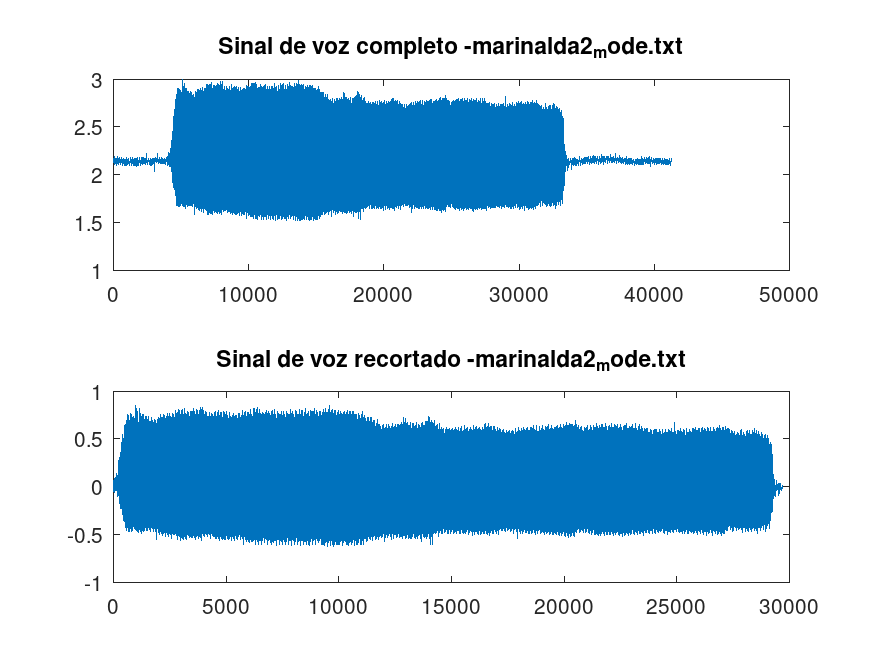 Sinal de voz completo -marinalda2mode.txt
3
2.5
2
1.5
1
0 10000 20000 30000 40000 50000
Sinal de voz recortado -marinalda2mode.txt
1
0.5
0
-0.5
-1
0 5000 10000 15000 20000 25000 30000